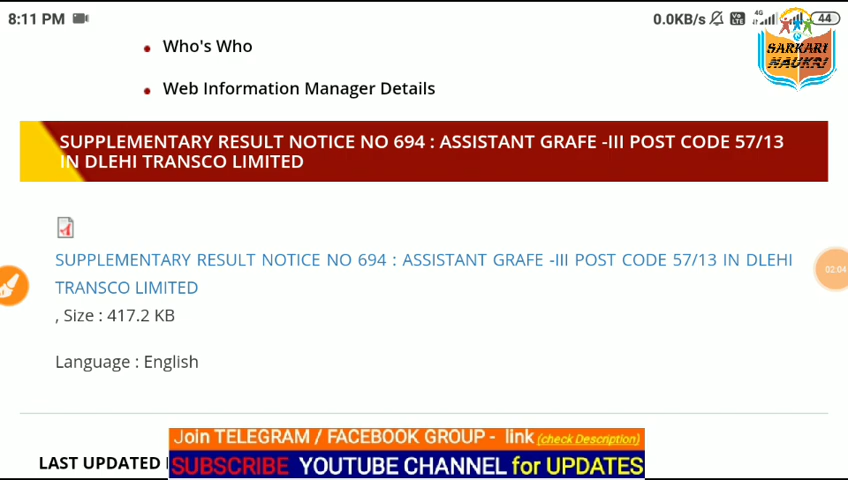 8:11 PM 0.0KB/s 4G 44
Who's Who
SARKARI
NAUKRI
Web Information Manager Details
SUPPLEMENTARY RESULT NOTICE NO 694 : ASSISTANT GRAFE -III POST CODE 57/13
IN DLEHI TRANSCO LIMITED
SUPPLEMENTARY RESULT NOTICE NO 694 : ASSISTANT GRAFE -III POST CODE 57/13 IN DLEHI
02:04
TRANSCO LIMITED
, Size : 417.2 KB
Language : English
Join TELEGRAM / FACEBOOK GROUP - link (check Description)
LAST UPDATED
SUBSCRIBE YOUTUBE CHANNEL for UPDATES